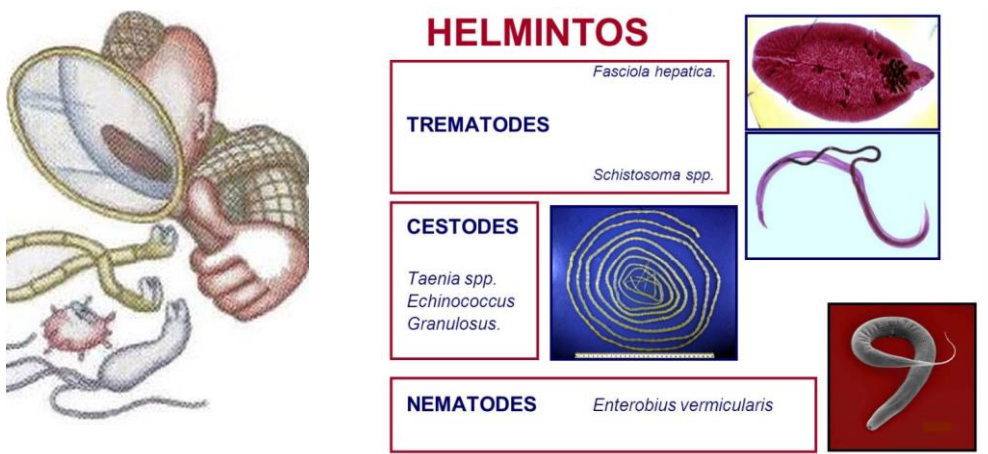 HELMINTOS
Fasciola hepatica.
TREMATODES
Schistosoma spp.
CESTODES
Taenia spp.
Echinococcus
Granulosus.
NEMATODES Enterobius vermicularis